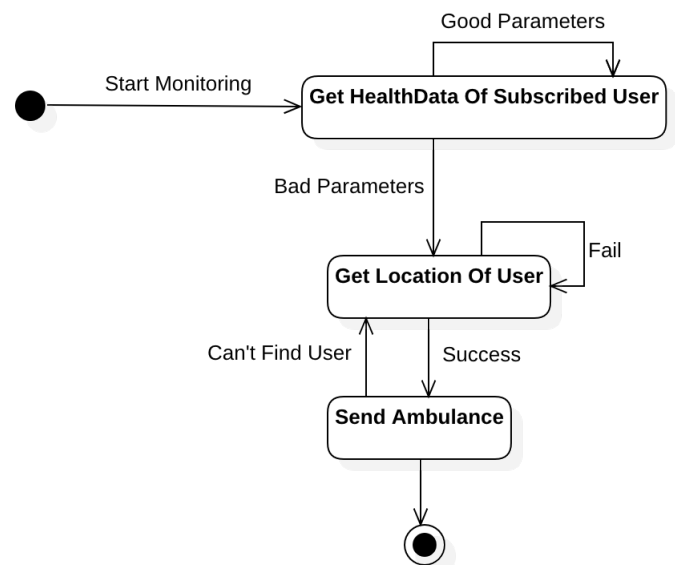 Good Parameters
Start Monitoring
Get HealthData Of Subscribed User
Bad Parameters
Get Location Of User
Fail
Can't Find User
Success
Send Ambulance